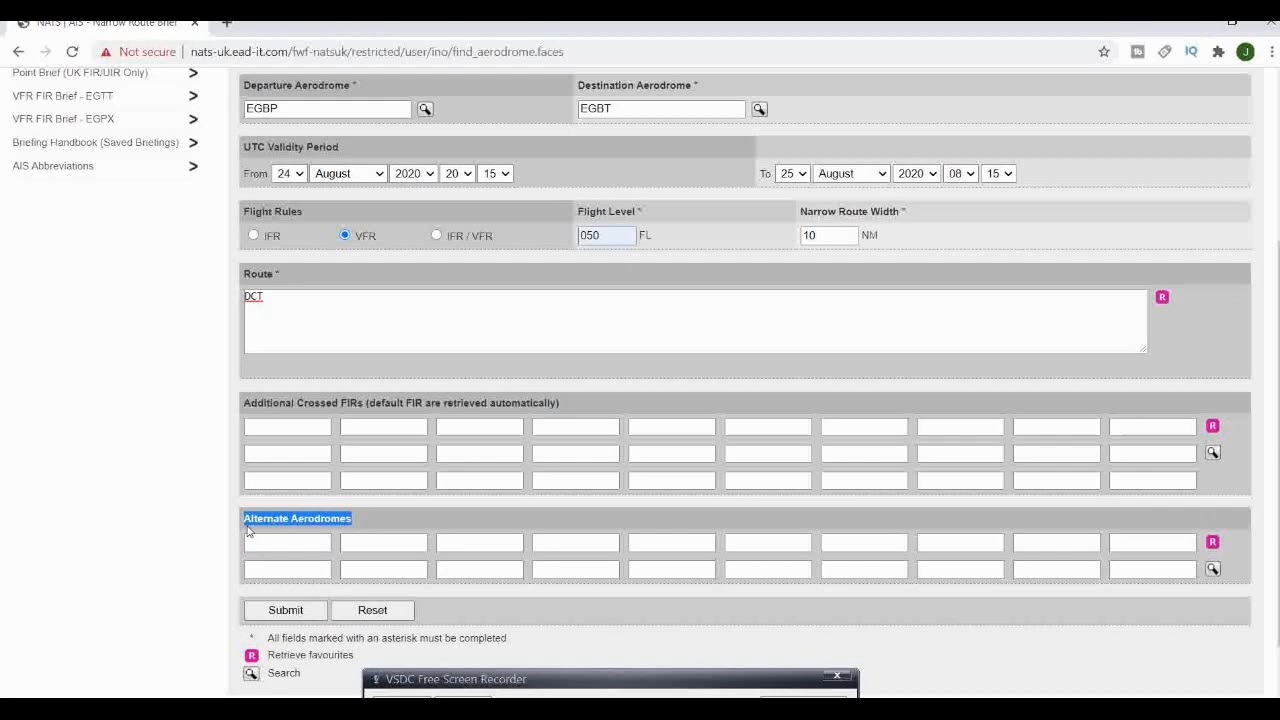 NATS | AIS - Narrow Route Brief
Not secure | nats-uk.ead-it.com/fwf-natsuk/restricted/user/ino/find_aerodrome.faces
IQ
J
Point Brief (UK FIR/UIR Only)
VFR FIR Brief - EGTT
VFR FIR Brief - EGPX
Briefing Handbook (Saved Briefings)
AIS Abbreviations
Departure Aerodrome * Destination Aerodrome *
EGBP EGBT
UTC Validity Period
From 24 August 2020 20 15 To 25 August 2020 08 15
Flight Rules Flight Level * Narrow Route Width *
IFR VFR IFR / VFR 050 FL 10 NM
Route *
DCT R
Additional Crossed FIRs (default FIR are retrieved automatically)
R
Alternate Aerodromes
R
Submit Reset
* All fields marked with an asterisk must be completed
R Retrieve favourites
Search
VSDC Free Screen Recorder